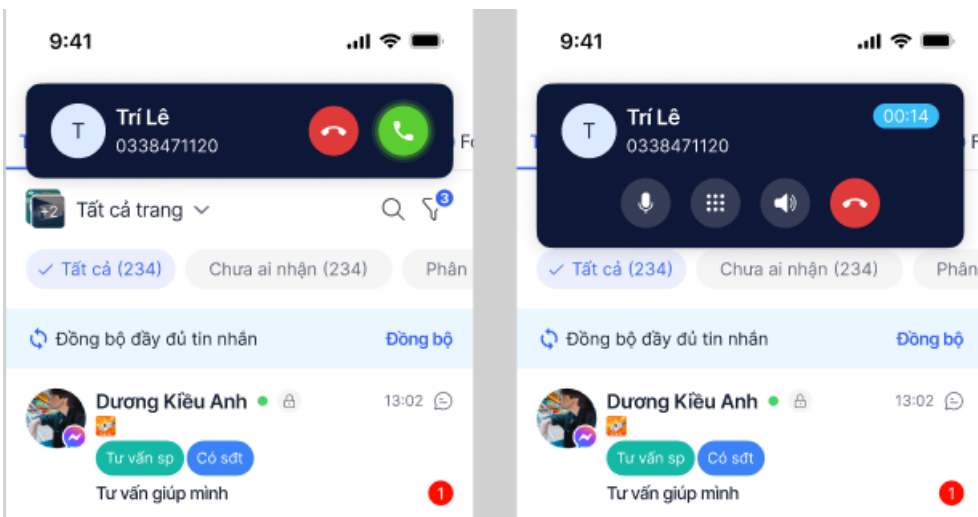 9:41
T
Trí Lê
0338471120
+2
Tất cả trang
3
Tất cả (234)
Chưa ai nhận (234)
Phân
Đồng bộ đầy đủ tin nhắn
Đồng bộ
Dương Kiều Anh
13:02
Tư vấn sp
Có sđt
Tư vấn giúp mình
1
9:41
T
Trí Lê
00:14
0338471120
Tất cả (234)
Chưa ai nhận (234)
Phân
Đồng bộ đầy đủ tin nhắn
Đồng bộ
Dương Kiều Anh
13:02
Tư vấn sp
Có sđt
Tư vấn giúp mình
1